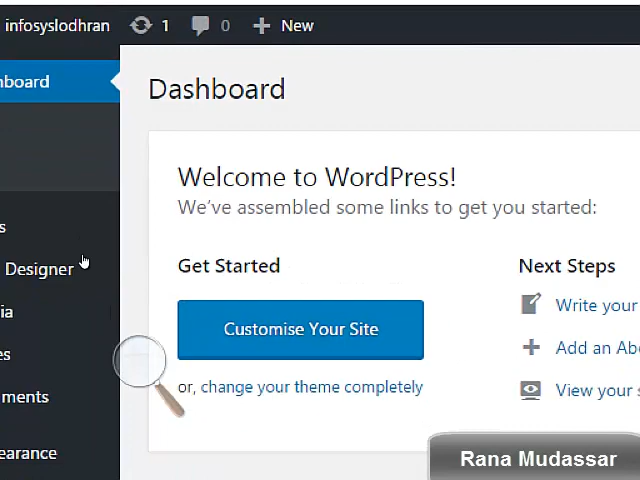 infosyslodhran 1 0 + New
hboard
Dashboard
Welcome to WordPress!
We've assembled some links to get you started:
s
Designer
ia
es
ments
earance
Get Started
Customise Your Site
or, change your theme completely
Next Steps
Write your
Add an Abo
View your s
Rana Mudassar